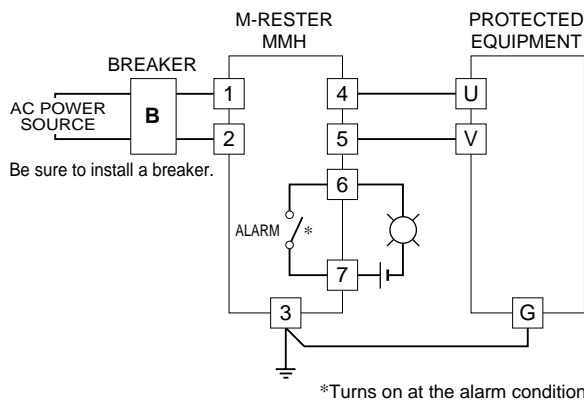 M-RESTER
MMH
PROTECTED
EQUIPMENT
BREAKER
AC POWER
SOURCE
B
1
2
4
5
U
V
Be sure to install a breaker.
6
ALARM
*
7
3
G
*Turns on at the alarm condition